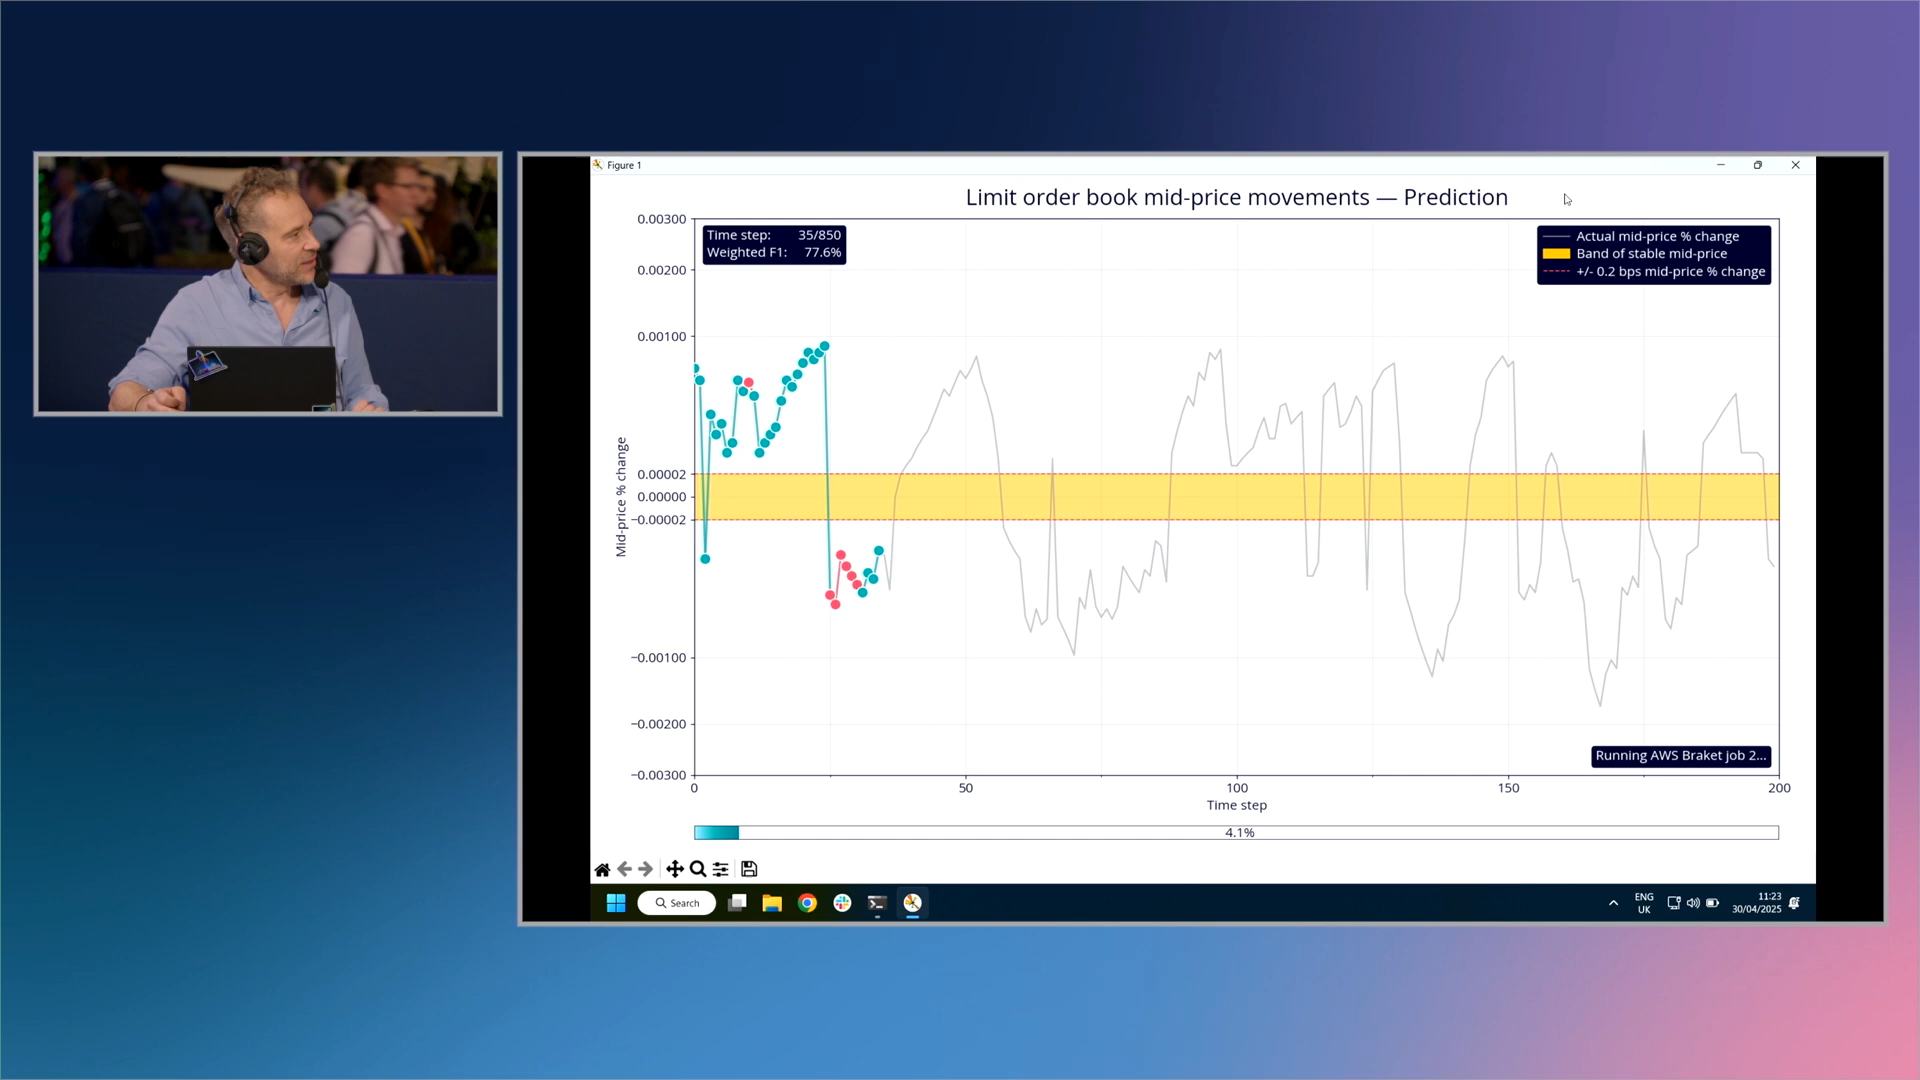 Figure 1
Limit order book mid-price movements — Prediction
Time step: 35/850
Weighted F1: 77.6%
Actual mid-price % change
Band of stable mid-price
+/- 0.2 bps mid-price % change
Mid-price % change
0.00300
0.00200
0.00100
0.00002
0.00000
−0.00002
−0.00100
−0.00200
−0.00300
Running AWS Braket job 2...
0 50 100 150 200
Time step
4.1%
Search
ENG
UK
11:23
30/04/2025